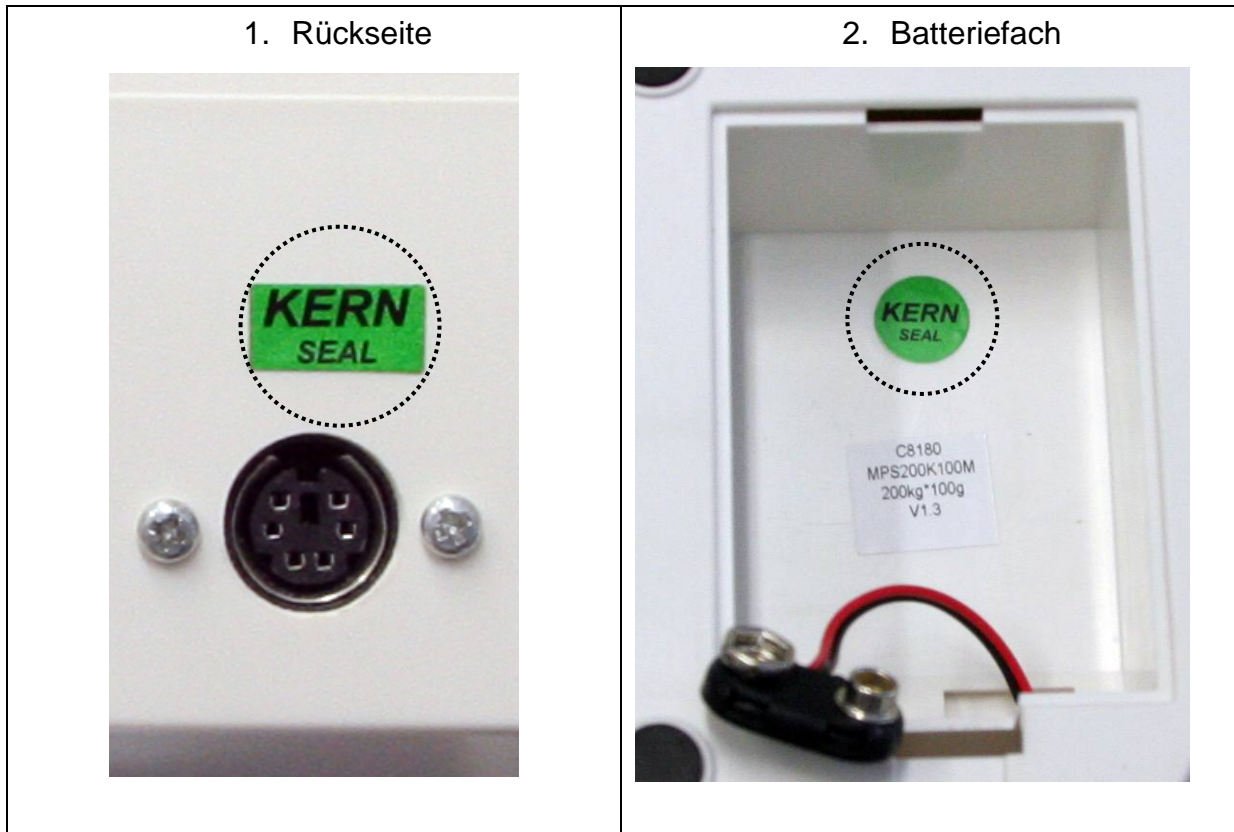 1. Rückseite
KERN
SEAL
2. Batteriefach
KERN
SEAL
C8180
MPS200K100M
200kg*100g
V1.3